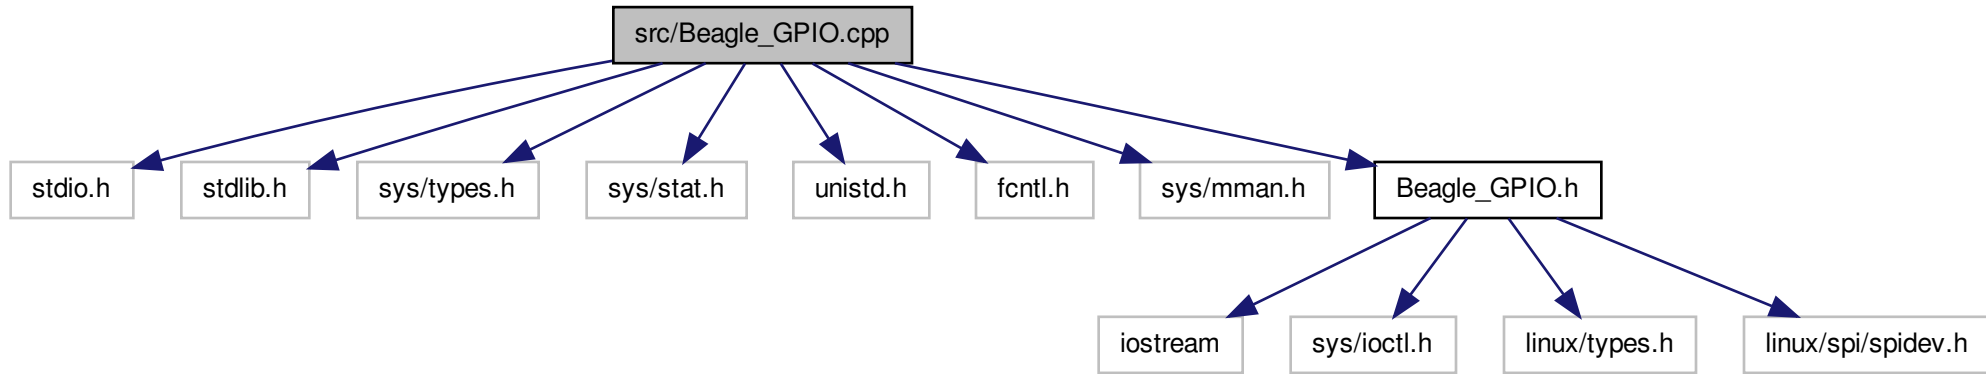 src/Beagle_GPIO.cpp
stdio.h
stdlib.h
sys/types.h
sys/stat.h
unistd.h
fcntl.h
sys/mman.h
Beagle_GPIO.h
iostream
sys/ioctl.h
linux/types.h
linux/spi/spidev.h